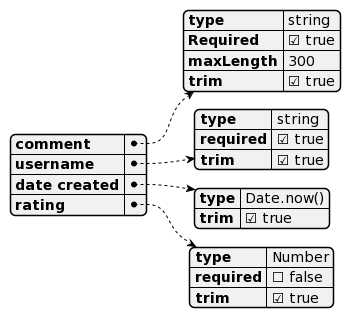 type string
Required ☑ true
maxLength 300
trim ☑ true
type string
required ☑ true
trim ☑ true
comment
username
date created
rating
type Date.now()
trim ☑ true
type Number
required ☐ false
trim ☑ true